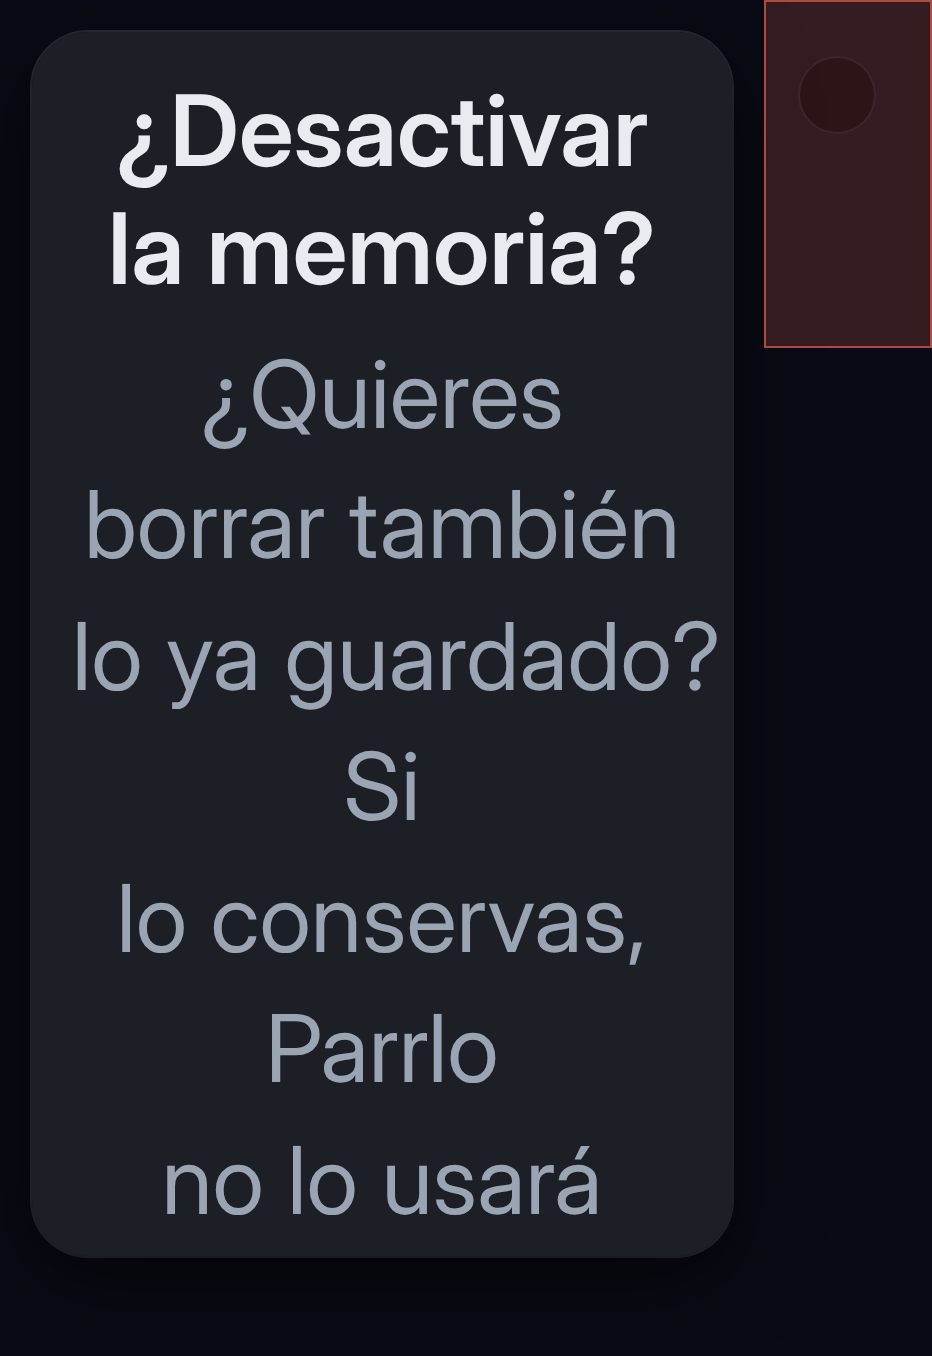 ¿Desactivar
la memoria?
¿Quieres
borrar también
lo ya guardado?
Si
lo conservas,
Parrlo
no lo usará